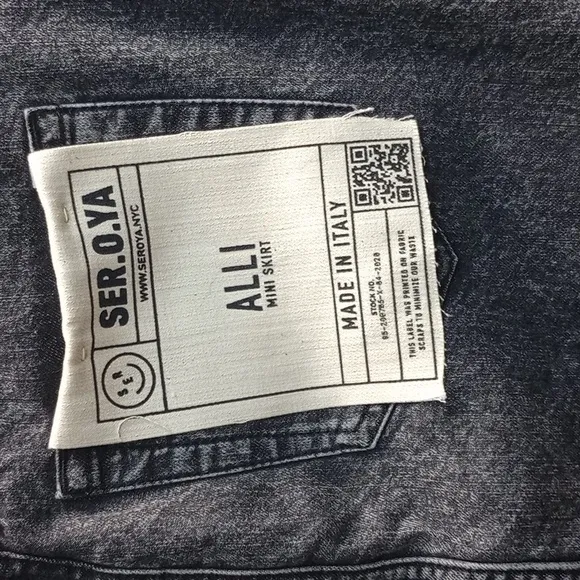 SER.O.YA
WWW.SEROYA.NYC
SER
ALLI
MINI SKIRT
MADE IN ITALY
STOCK NO.
THIS LABEL WAS PRINTED ON FABRIC
SCRAPS TO MINIMIZE OUR WASTE